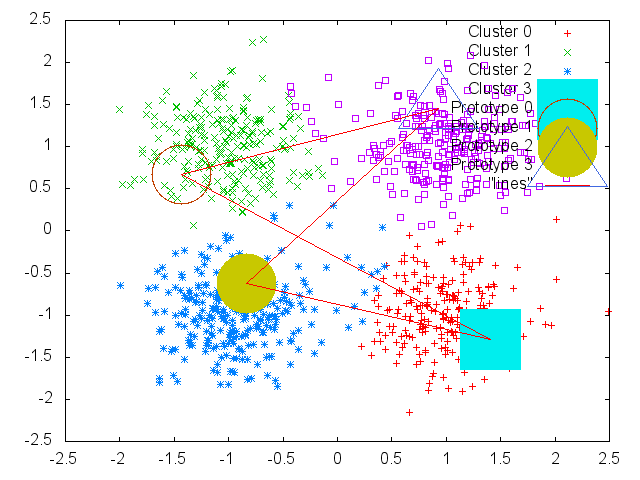 2.5
2
1.5
1
0.5
0
-0.5
-1
-1.5
-2
-2.5
-2.5
-2
-1.5
-1
-0.5
0
0.5
1
1.5
2
2.5
Cluster 0
Cluster 1
Cluster 2
Cluster 3
Prototype 0
Prototype 1
Prototype 2
Prototype 3
"lines"